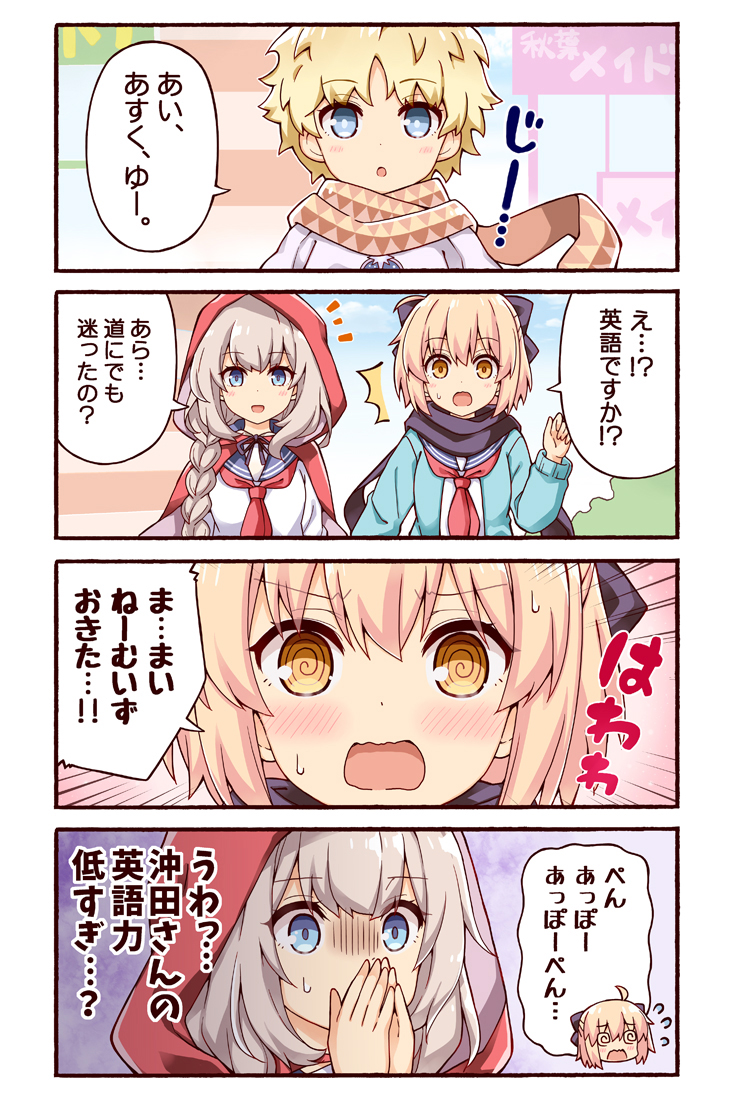 あい、
あすく、ゆー。
じー…
秋葉
メイド
メイ
え…!?
英語ですか!?
あら…
道にでも
迷ったの？
ま…まい
ねーむいず
おきた…!!
はわわ
ぺん
あっぽー
あっぽーぺん…
うわっ…
沖田さんの
英語力
低すぎ…？